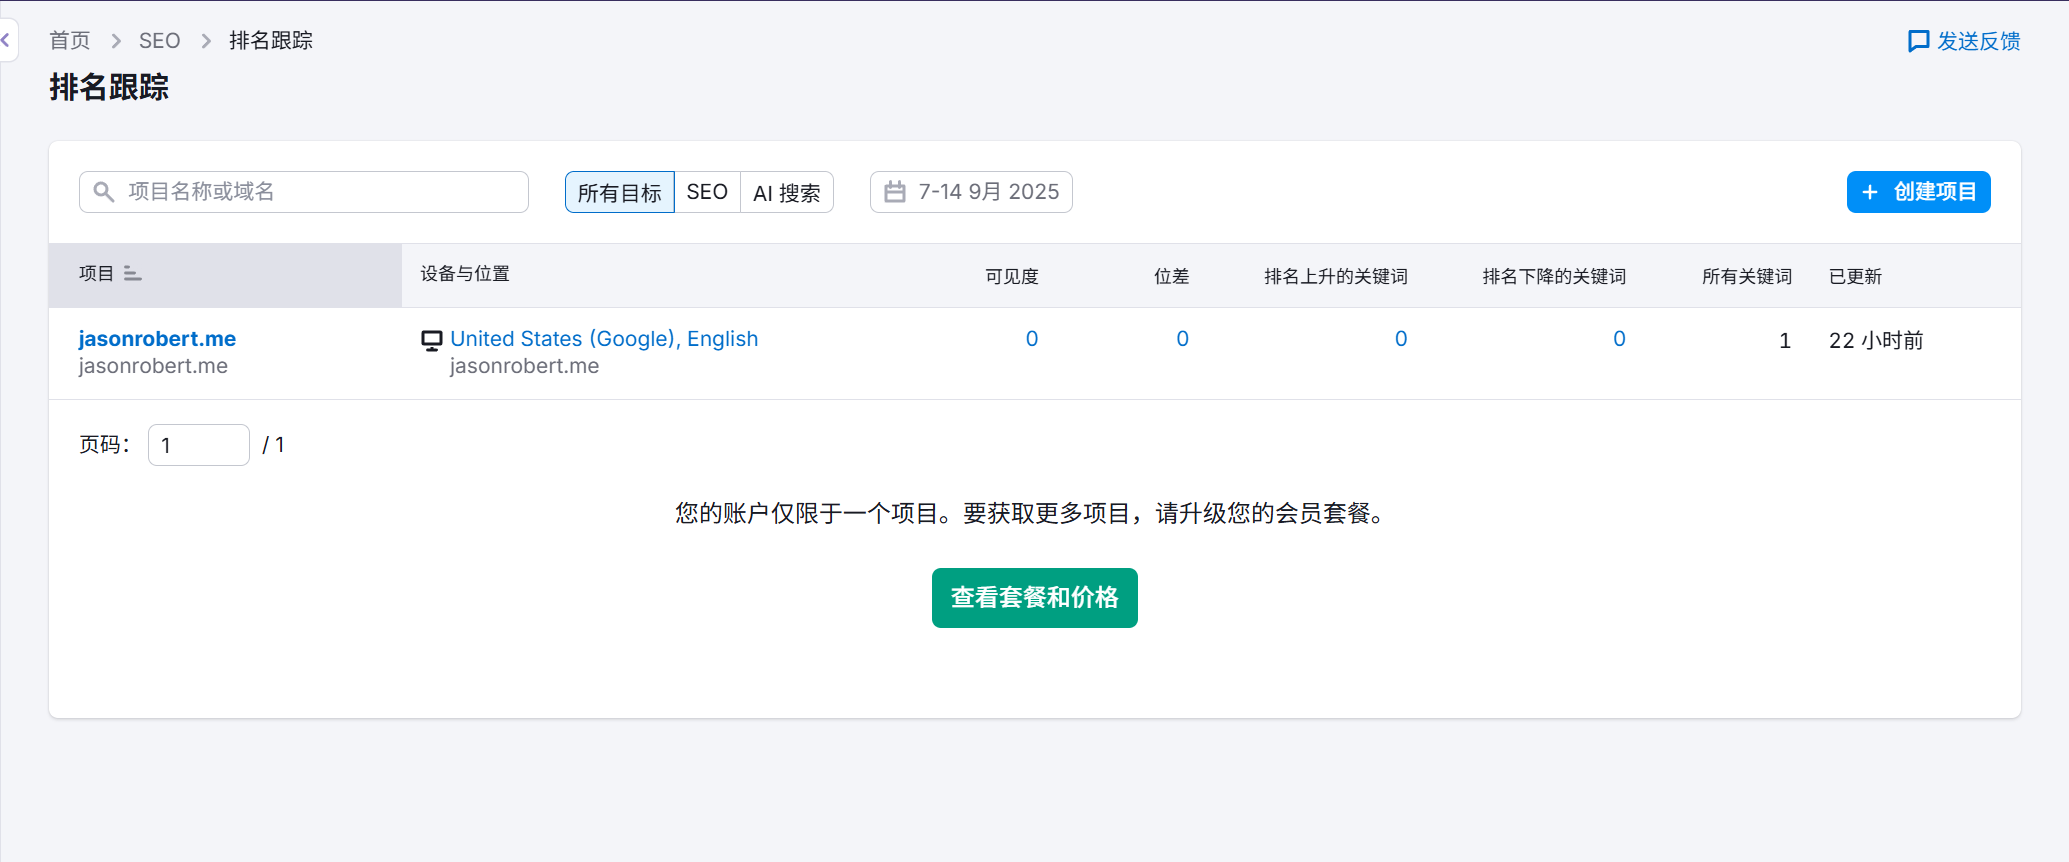 首页 > SEO > 排名跟踪
发送反馈
排名跟踪
项目名称或域名
所有目标 SEO AI 搜索
7-14 9月 2025
+ 创建项目
项目 设备与位置 可见度 位差 排名上升的关键词 排名下降的关键词 所有关键词 已更新
jasonrobert.me United States (Google), English 0 0 0 0 1 22 小时前
jasonrobert.me jasonrobert.me
页码： 1 / 1
您的账户仅限于一个项目。要获取更多项目，请升级您的会员套餐。
查看套餐和价格